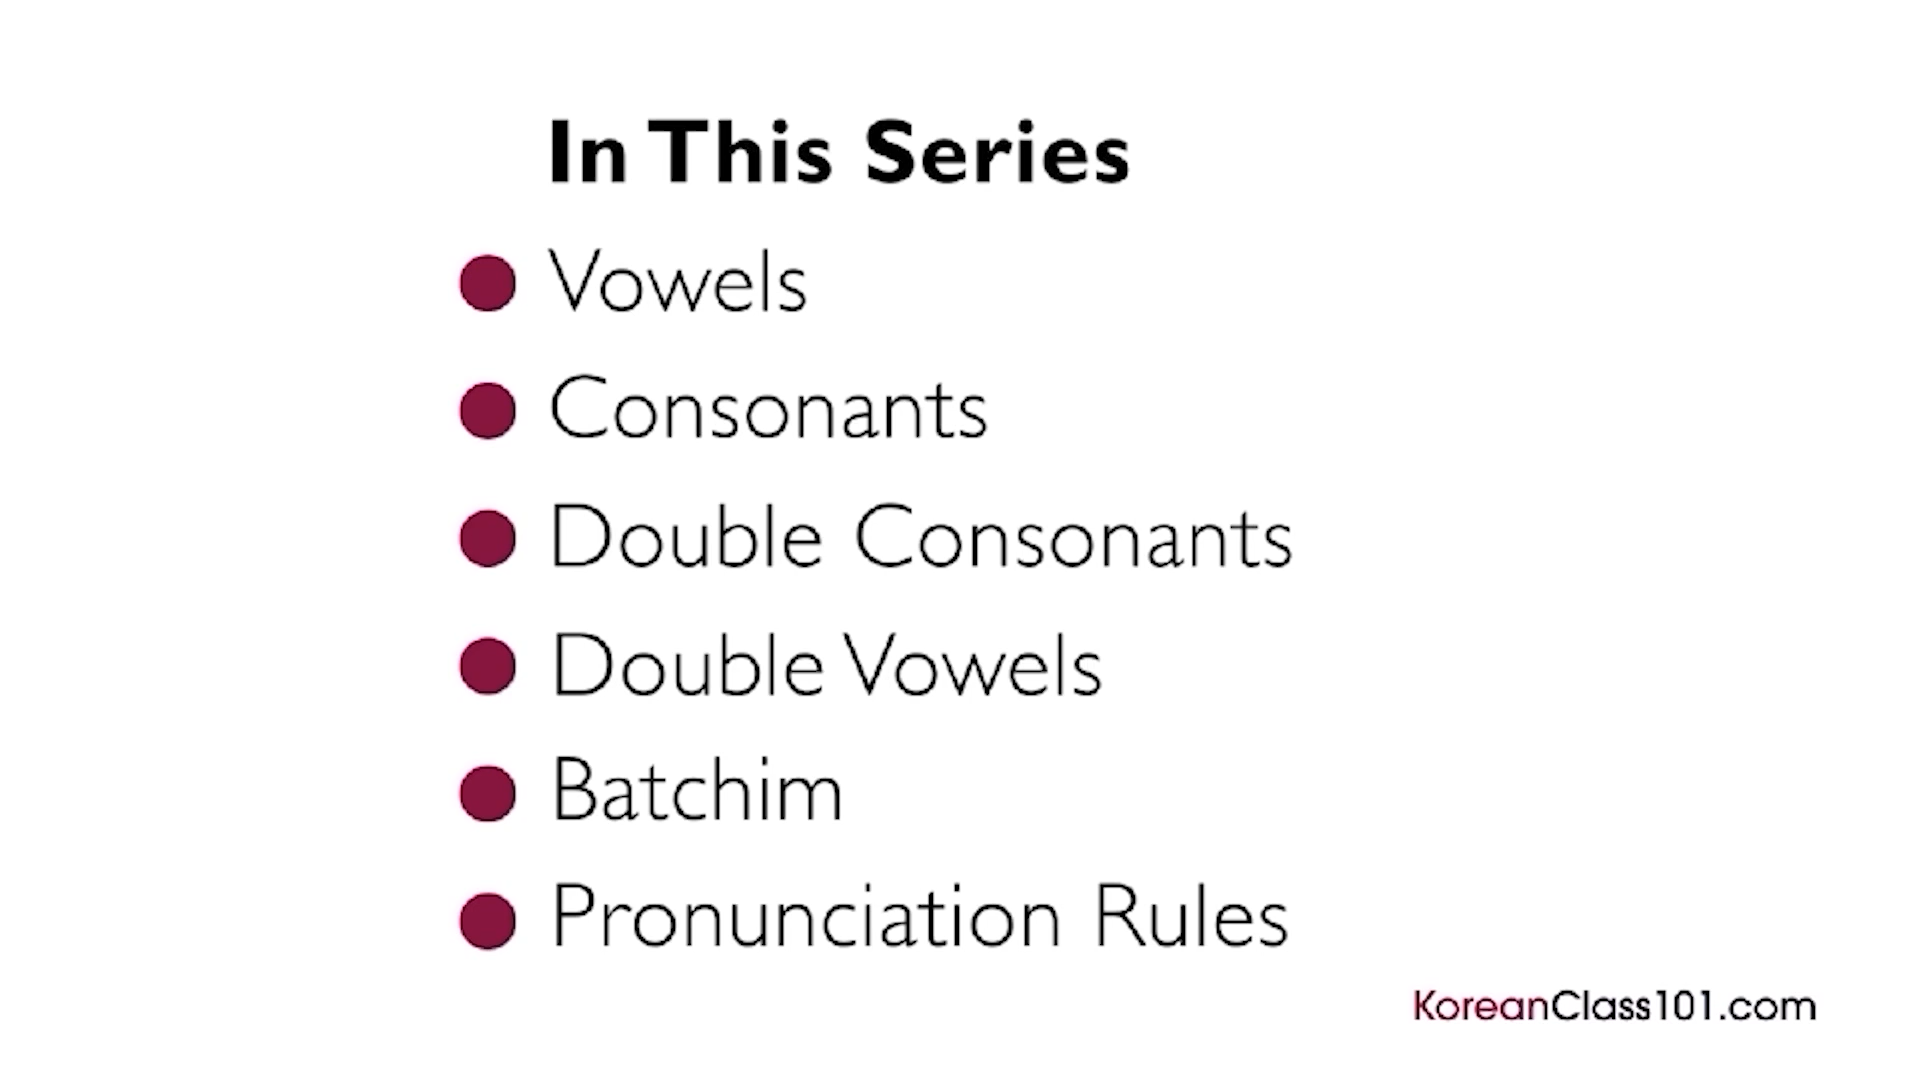 In This Series
Vowels
Consonants
Double Consonants
Double Vowels
Batchim
Pronunciation Rules
KoreanClass101.com